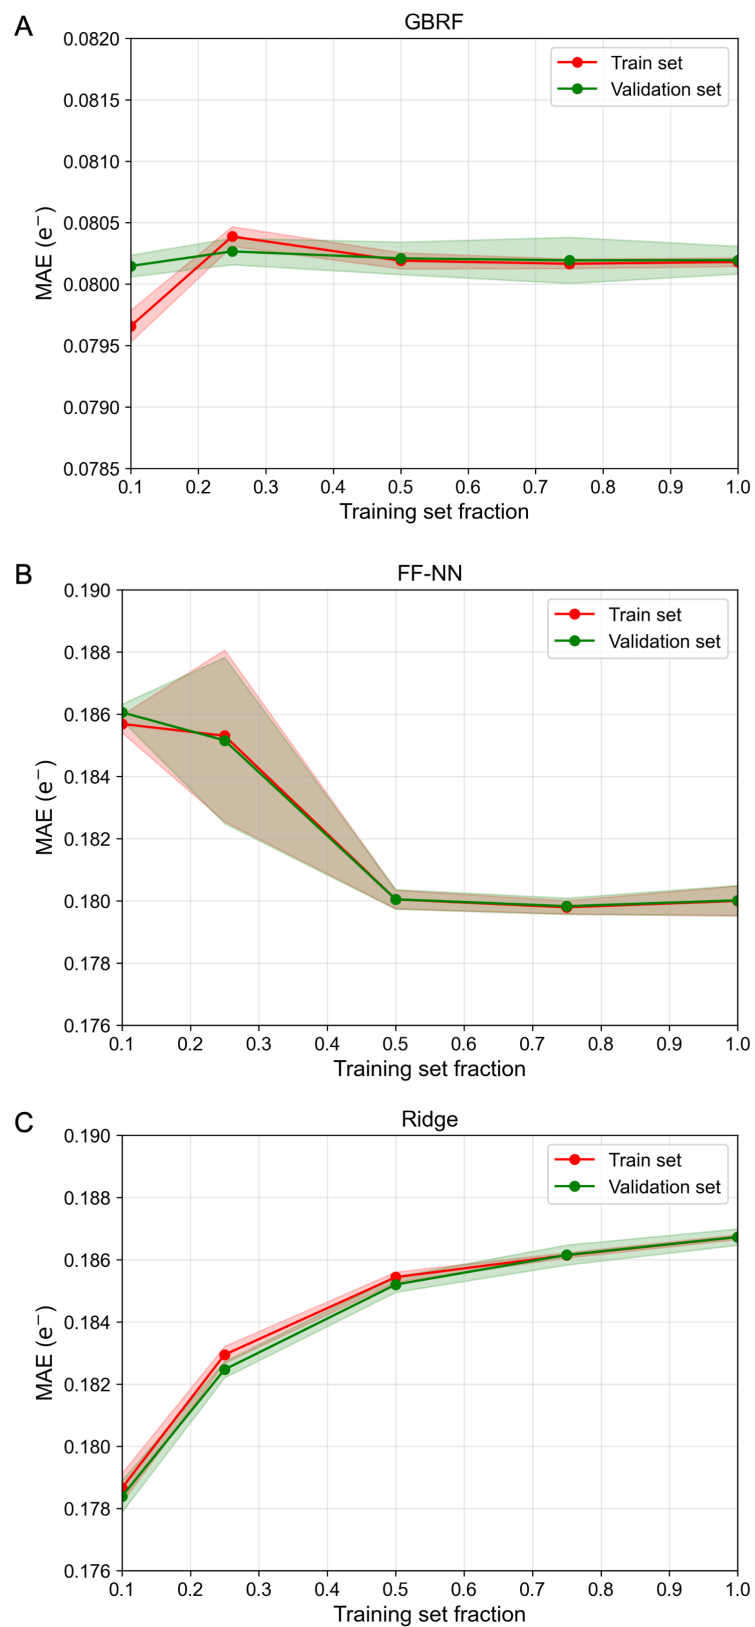 A
GBRF
0.0820
0.0815
0.0810
0.0805
0.0800
0.0795
0.0790
0.0785
MAE (e⁻)
Train set
Validation set
0.1 0.2 0.3 0.4 0.5 0.6 0.7 0.8 0.9 1.0
Training set fraction
B
FF-NN
0.190
0.188
0.186
0.184
0.182
0.180
0.178
0.176
MAE (e⁻)
Train set
Validation set
0.1 0.2 0.3 0.4 0.5 0.6 0.7 0.8 0.9 1.0
Training set fraction
C
Ridge
0.190
0.188
0.186
0.184
0.182
0.180
0.178
0.176
MAE (e⁻)
Train set
Validation set
0.1 0.2 0.3 0.4 0.5 0.6 0.7 0.8 0.9 1.0
Training set fraction